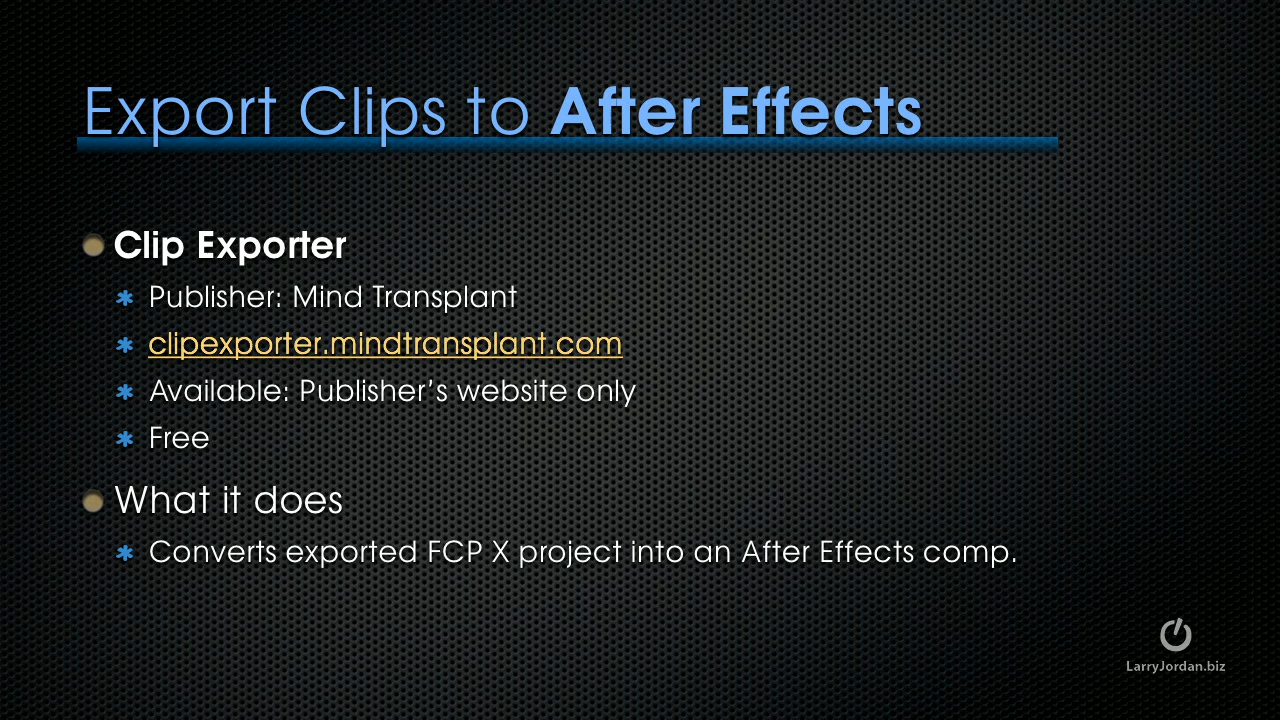 Export Clips to After Effects
Clip Exporter
Publisher: Mind Transplant
clipexporter.mindtransplant.com
Available: Publisher’s website only
Free
What it does
Converts exported FCP X project into an After Effects comp.
LarryJordan.biz